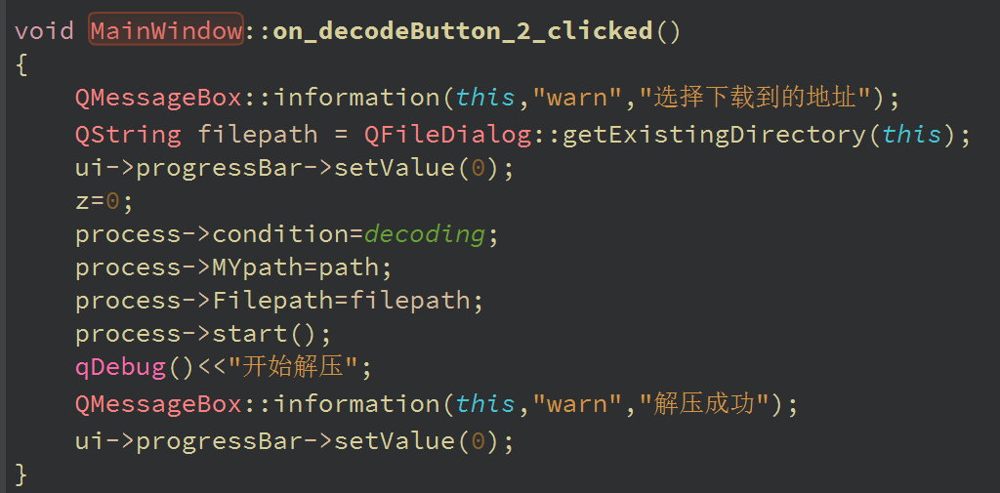 void MainWindow::on_decodeButton_2_clicked()
{
    QMessageBox::information(this,"warn","选择下载到的地址");
    QString filepath = QFileDialog::getExistingDirectory(this);
    ui->progressBar->setValue(0);
    z=0;
    process->condition=decoding;
    process->MYpath=path;
    process->Filepath=filepath;
    process->start();
    qDebug()<<"开始解压";
    QMessageBox::information(this,"warn","解压成功");
    ui->progressBar->setValue(0);
}